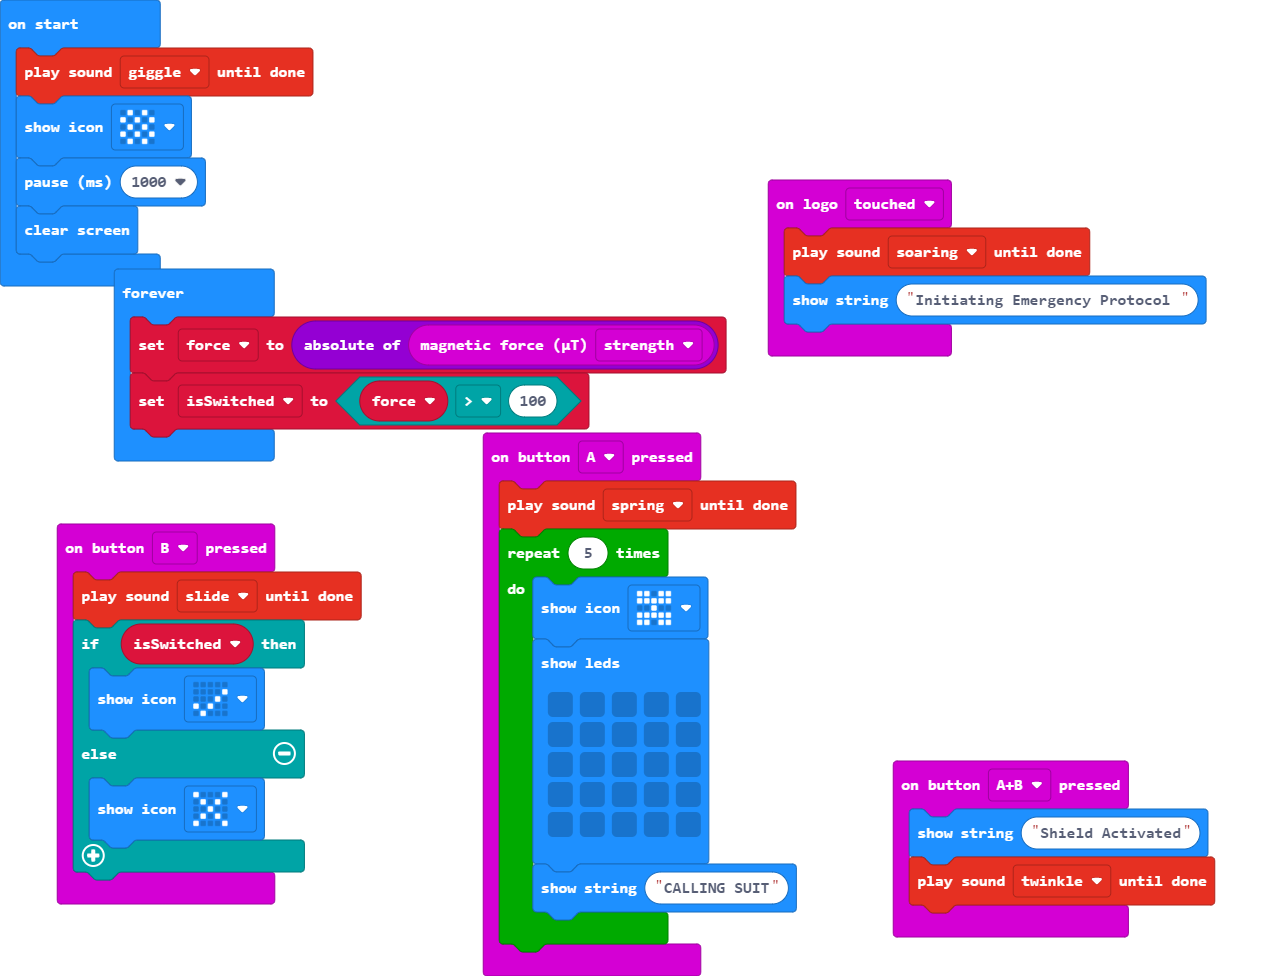 on start
play sound giggle until done
show icon
pause (ms) 1000
clear screen
forever
set force to absolute of magnetic force (µT) strength
set isSwitched to force > 100
on button B pressed
play sound slide until done
if isSwitched then
show icon
else
show icon
on button A pressed
play sound spring until done
repeat 5 times
do show icon
show leds
show string "CALLING SUIT"
on logo touched
play sound soaring until done
show string "Initiating Emergency Protocol "
on button A+B pressed
show string "Shield Activated"
play sound twinkle until done